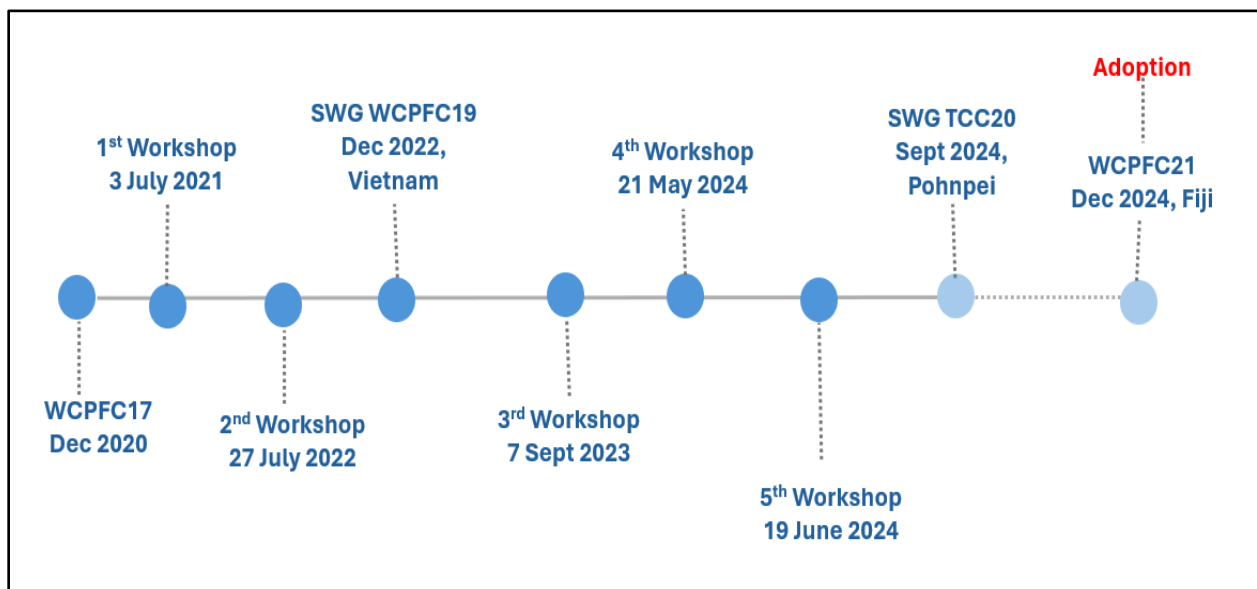 WCPFC17
Dec 2020
1st Workshop
3 July 2021
2nd Workshop
27 July 2022
SWG WCPFC19
Dec 2022,
Vietnam
3rd Workshop
7 Sept 2023
4th Workshop
21 May 2024
5th Workshop
19 June 2024
SWG TCC20
Sept 2024,
Pohnpei
Adoption
WCPFC21
Dec 2024, Fiji